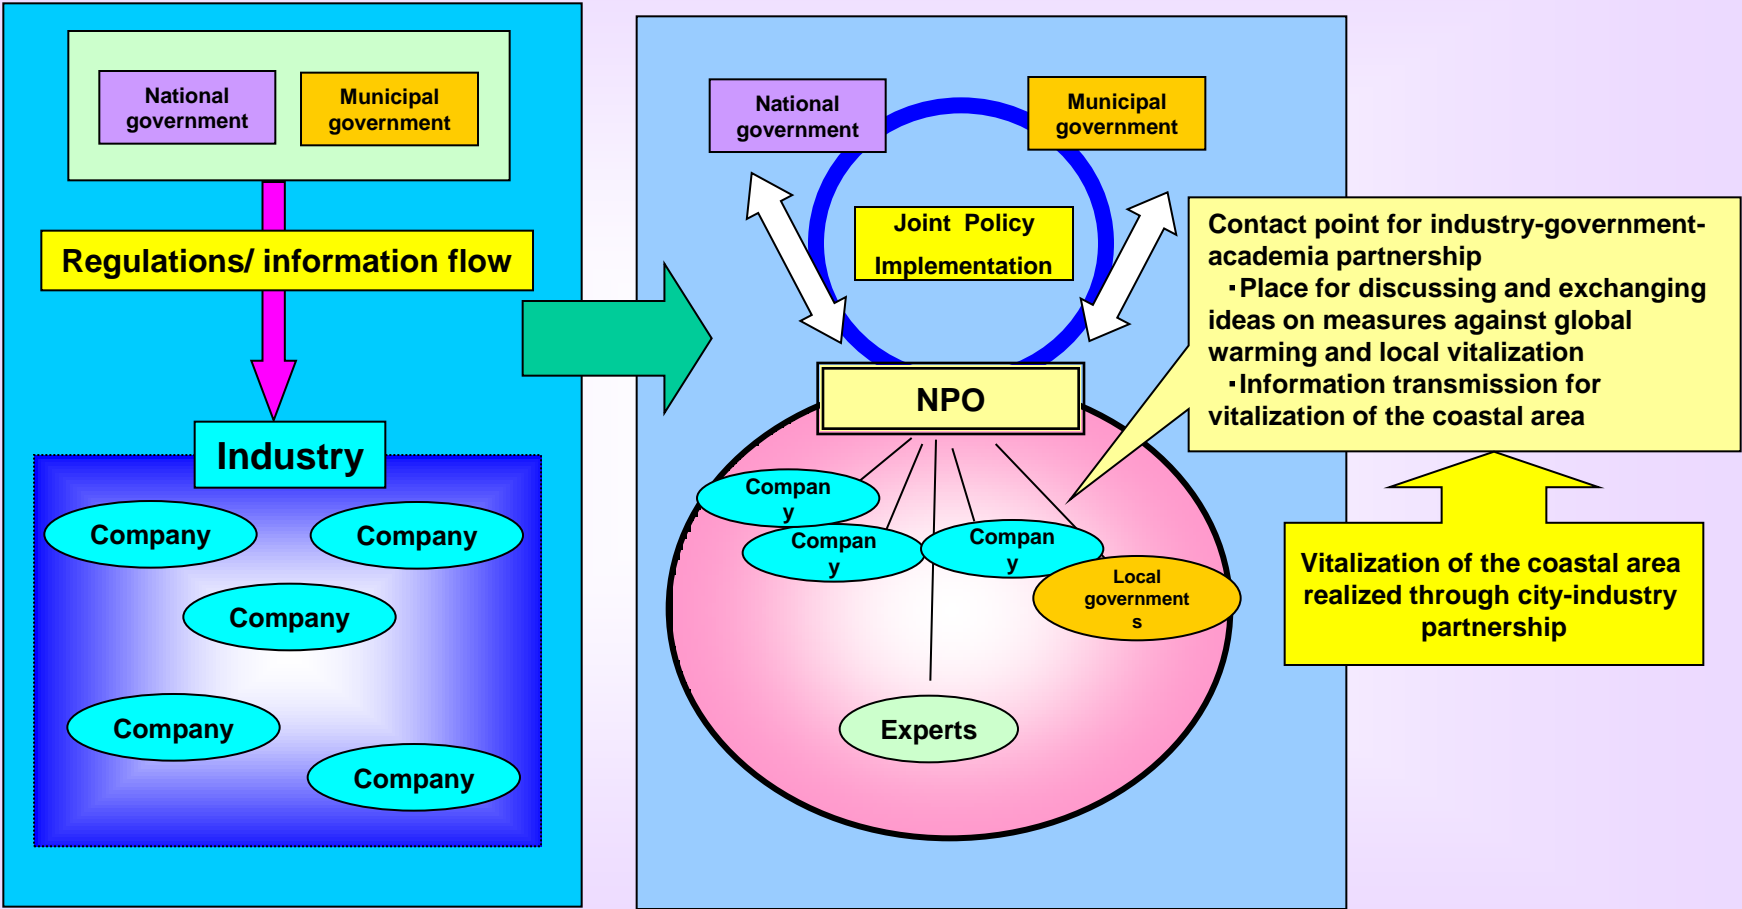 National
government
Municipal
government
Regulations/ information flow
Industry
Company
Company
Company
Company
Company
National
government
Municipal
government
Joint Policy
Implementation
NPO
Compan
y
Compan
y
Compan
y
Local
government
s
Experts
Contact point for industry-government-
academia partnership
・Place for discussing and exchanging
ideas on measures against global
warming and local vitalization
・Information transmission for
vitalization of the coastal area
Vitalization of the coastal area
realized through city-industry
partnership